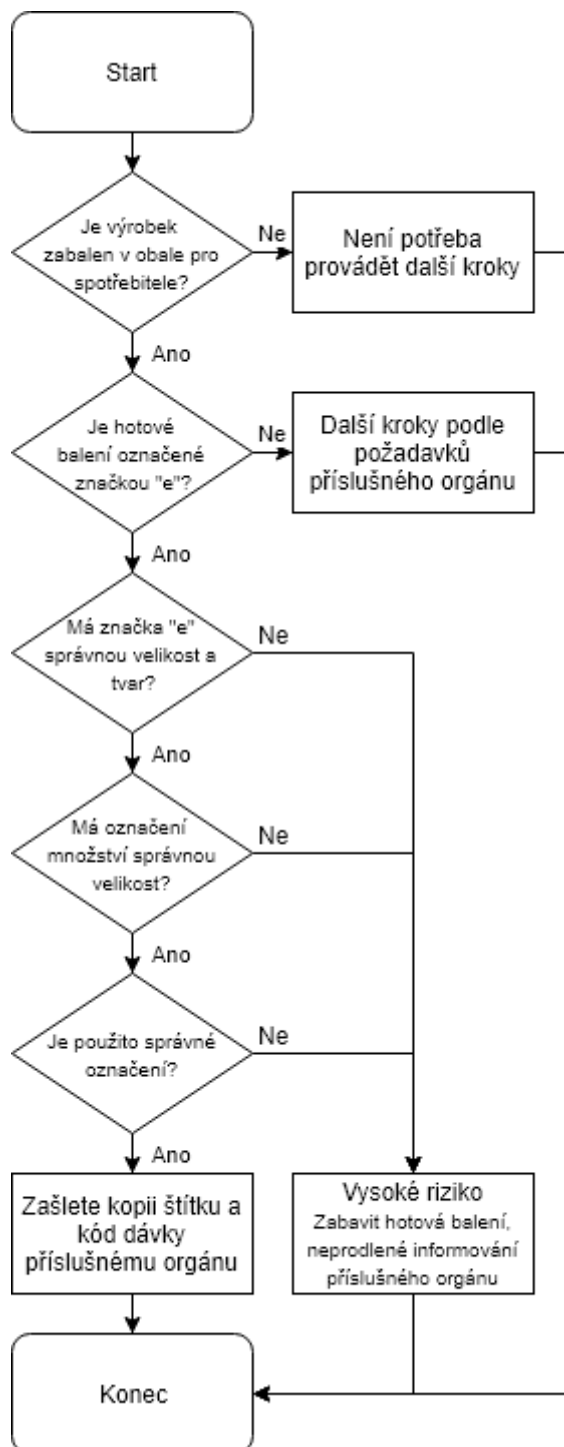 Start
Je výrobek
zabalen v obale pro
spotřebitele?
Ne
Není potřeba
provádět další kroky
Ano
Je hotové
balení označené
značkou "e"?
Ne
Další kroky podle
požadavků
příslušného orgánu
Ano
Má značka "e"
správnou velikost a
tvar?
Ne
Ano
Má označení
množství správnou
velikost?
Ne
Ano
Je použito správné
označení?
Ne
Ano
Zašlete kopii štítku a
kód dávky
příslušnému orgánu
Vysoké riziko
Zabavit hotová balení,
neprodlené informování
příslušného orgánu
Konec